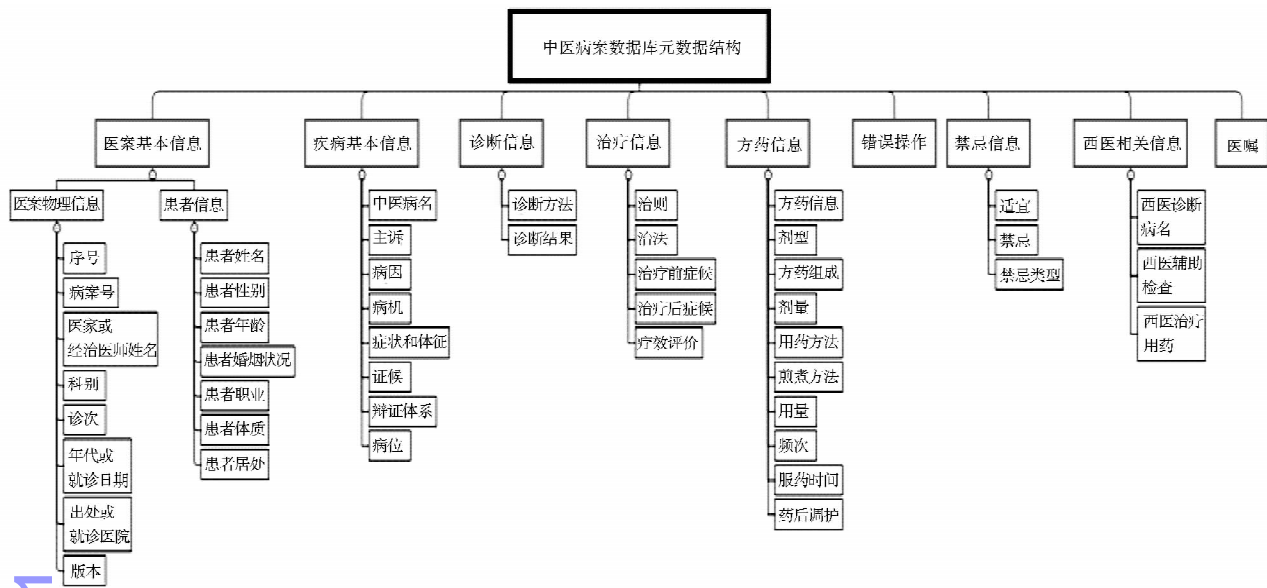 中医病案数据库元数据结构
医案基本信息
疾病基本信息
诊断信息
治疗信息
方药信息
错误操作
禁忌信息
西医相关信息
医嘱
医案物理信息
患者信息
序号
病案号
医家或
经治医师姓名
科别
诊次
年代或
就诊日期
出处或
就诊医院
版本
患者姓名
患者性别
患者年龄
患者婚烟状况
患者职业
患者体质
患者居处
中医病名
主诉
病因
病机
症状和体征
证候
辩证体系
病位
诊断方法
诊断结果
治则
治法
治疗前症候
治疗后症候
疗效评价
方药信息
剂型
方药组成
剂量
用药方法
煎煮方法
用量
频次
服药时间
药后调护
适宜
禁忌
禁忌类型
西医诊断
病名
西医辅助
检查
西医治疗
用药
1